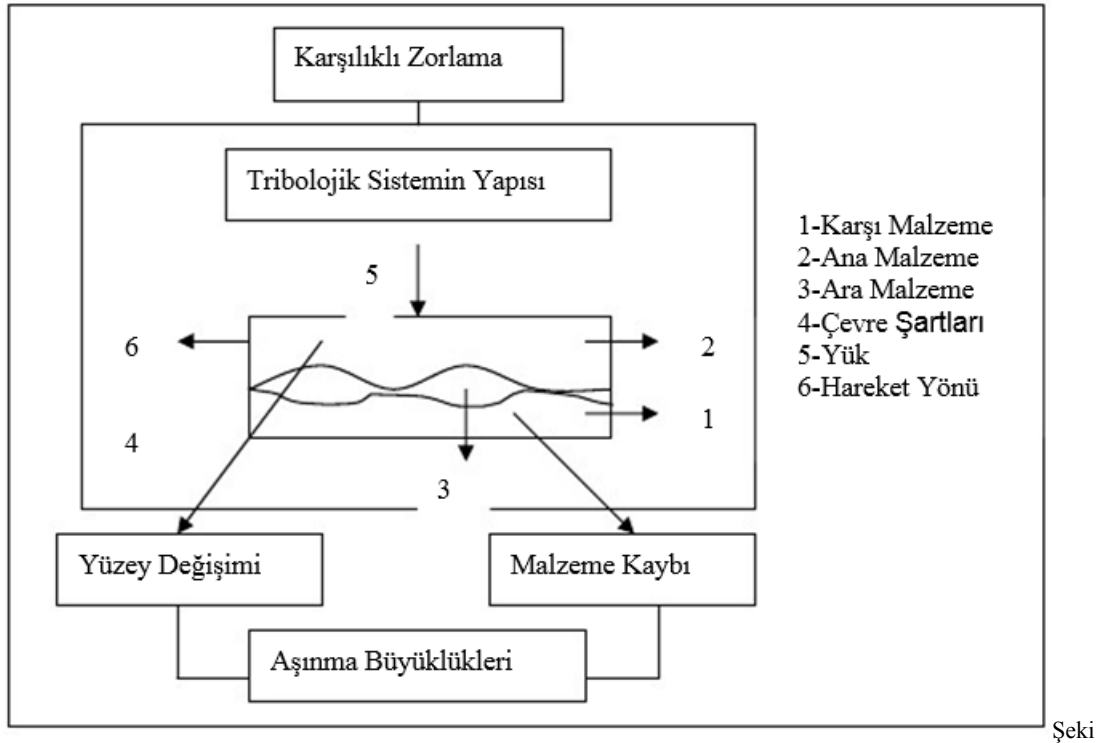 Karşılıklı Zorlama
Tribolojik Sistemin Yapısı
5
6
2
4
1
3
1-Karşı Malzeme
2-Ana Malzeme
3-Ara Malzeme
4-Çevre Şartları
5-Yük
6-Hareket Yönü
Yüzey Değişimi
Malzeme Kaybı
Aşınma Büyüklükleri
Şeki